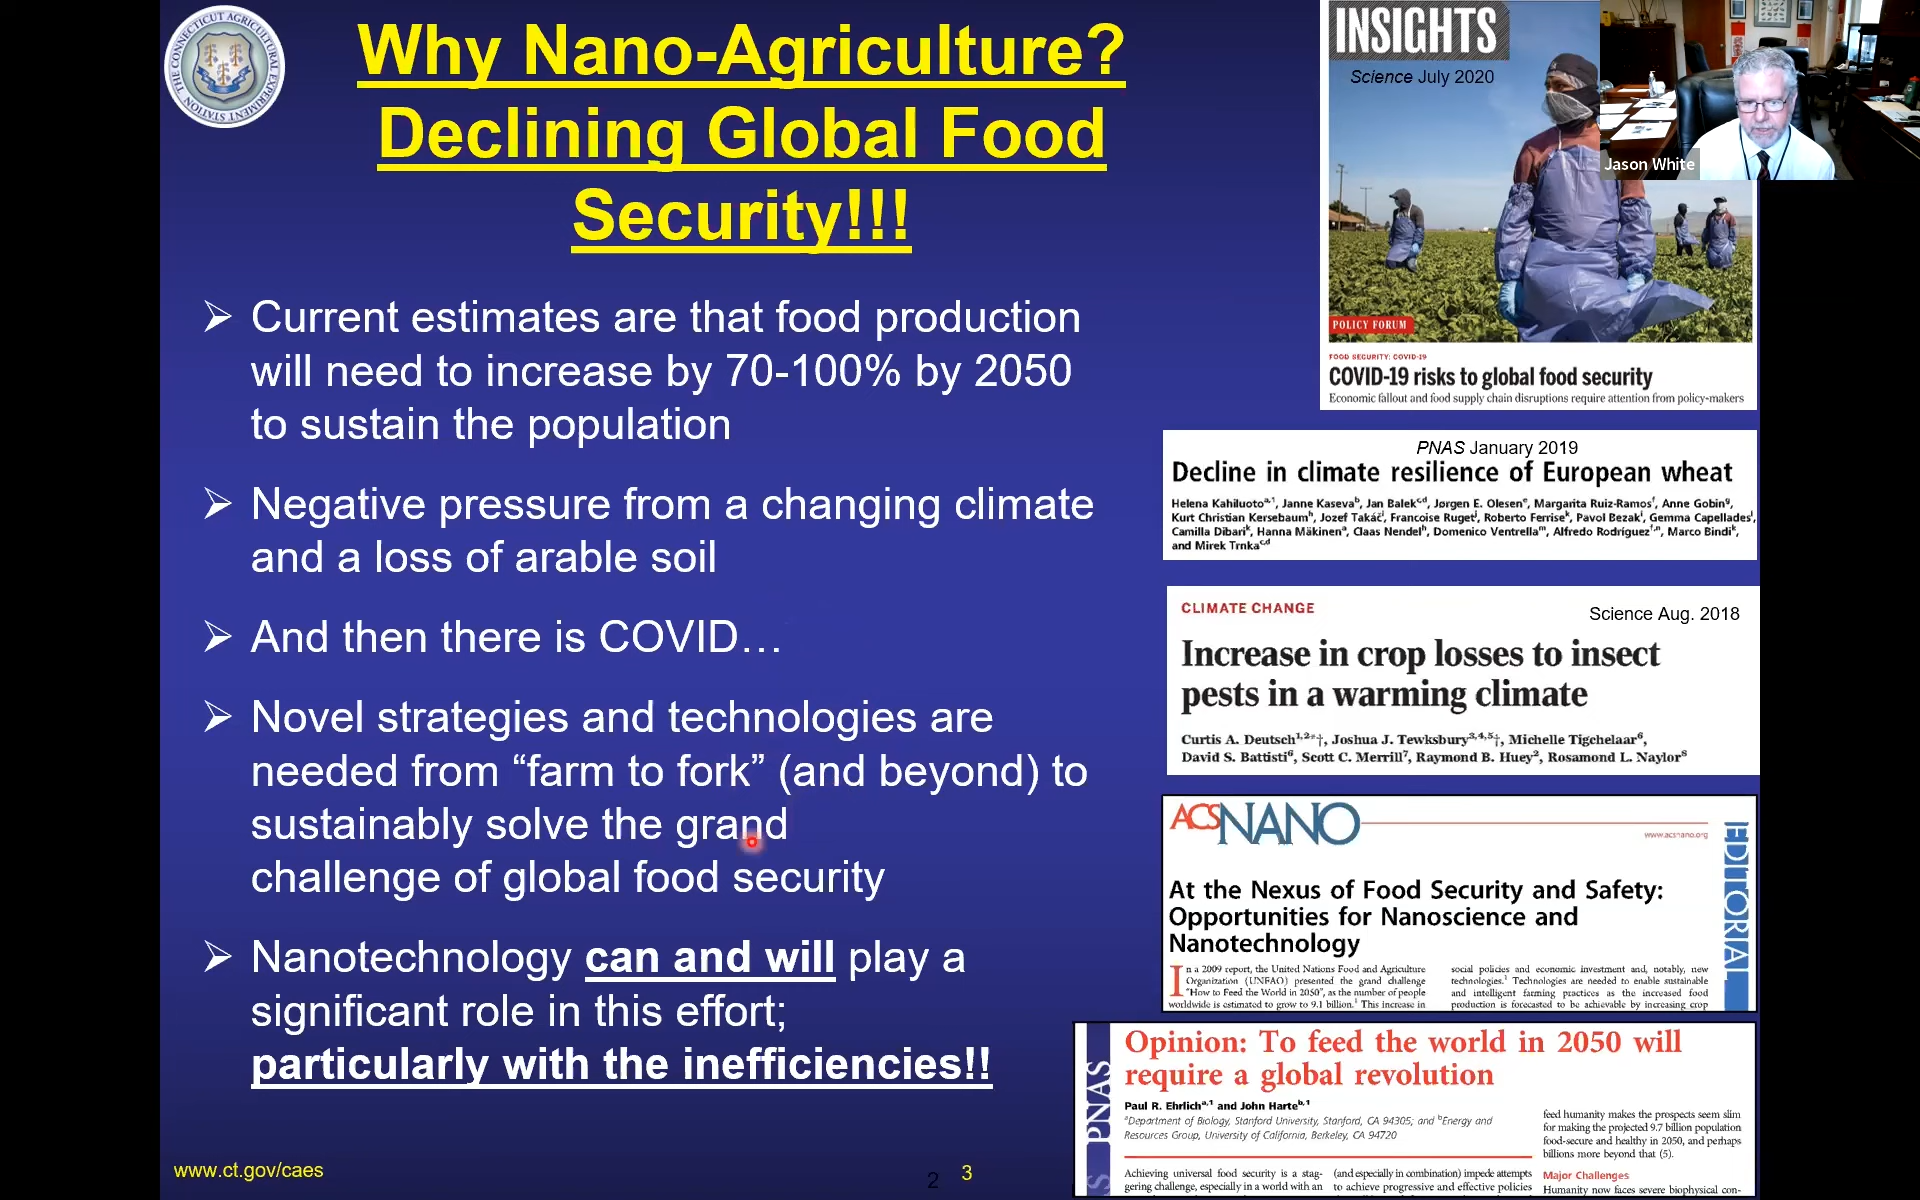 THE CONNECTICUT AGRICULTURAL EXPERIMENT STATION
Why Nano-Agriculture?
Declining Global Food
Security!!!
Current estimates are that food production
will need to increase by 70-100% by 2050
to sustain the population
Negative pressure from a changing climate
and a loss of arable soil
And then there is COVID…
Novel strategies and technologies are
needed from “farm to fork” (and beyond) to
sustainably solve the grand
challenge of global food security
Nanotechnology can and will play a
significant role in this effort;
particularly with the inefficiencies!!
www.ct.gov/caes
2
3
INSIGHTS
Science July 2020
POLICY FORUM
FOOD SECURITY: COVID-19
COVID-19 risks to global food security
Economic fallout and food supply chain disruptions require attention from policy-makers
Jason White
PNAS January 2019
Decline in climate resilience of European wheat
Helena Kahiluoto a,1, Janne Kaseva b, Jan Balek c,d, Jørgen E. Olesen e, Margarita Ruiz-Ramos f, Anne Gobin g,
Kurt Christian Kersebaum h, Jozef Takáč i, Francoise Ruget j, Roberto Ferrise k, Pavol Bezak i, Gemma Capellades l,
Camilla Dibari k, Hanna Mäkinen a, Claas Nendel h, Domenico Ventrella m, Alfredo Rodríguez f,n, Marco Bindi k,
and Mirek Trnka c,d
CLIMATE CHANGE
Science Aug. 2018
Increase in crop losses to insect
pests in a warming climate
Curtis A. Deutsch1,2*†, Joshua J. Tewksbury3,4,5†, Michelle Tigchelaar6,
David S. Battisti6, Scott C. Merrill7, Raymond B. Huey2, Rosamond L. Naylor8
ACSNANO
www.acsnano.org
EDITORIAL
At the Nexus of Food Security and Safety:
Opportunities for Nanoscience and
Nanotechnology
In a 2009 report, the United Nations Food and Agriculture
Organization (UNFAO) presented the grand challenge
“How to Feed the World in 2050”, as the number of people
worldwide is estimated to grow to 9.1 billion.1 This increase in
social policies and economic investment and, notably, new
technologies.1 Technologies are needed to enable sustainable
and intelligent farming practices as the increased food
production is forecasted to be achievable by increasing crop
PNAS
Opinion: To feed the world in 2050 will
require a global revolution
Paul R. Ehrlich a,1 and John Harte b,1
aDepartment of Biology, Stanford University, Stanford, CA 94305; and bEnergy and
Resources Group, University of California, Berkeley, CA 94720
Achieving universal food security is a stag-
gering challenge, especially in a world with an
(and especially in combination) impede attempts
to achieve progressive and effective policies
feed humanity makes the prospects seem slim
for making the projected 9.7 billion population
food-secure and healthy in 2050, and perhaps
billions more beyond that (5).
Major Challenges
Humanity now faces severe biophysical con-